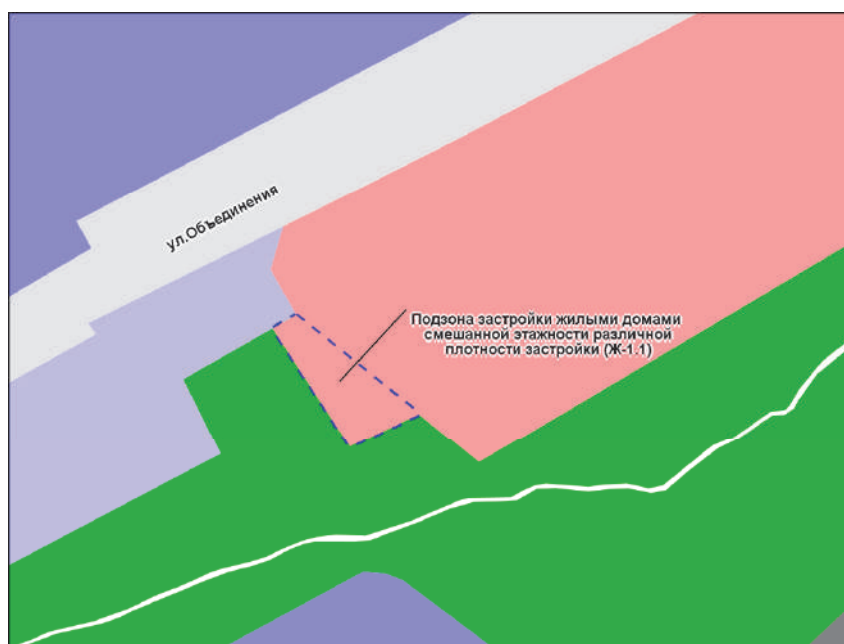 ул.Объединения
Подзона застройки жилыми домами
смешанной этажности различной
плотности застройки (Ж-1.1)